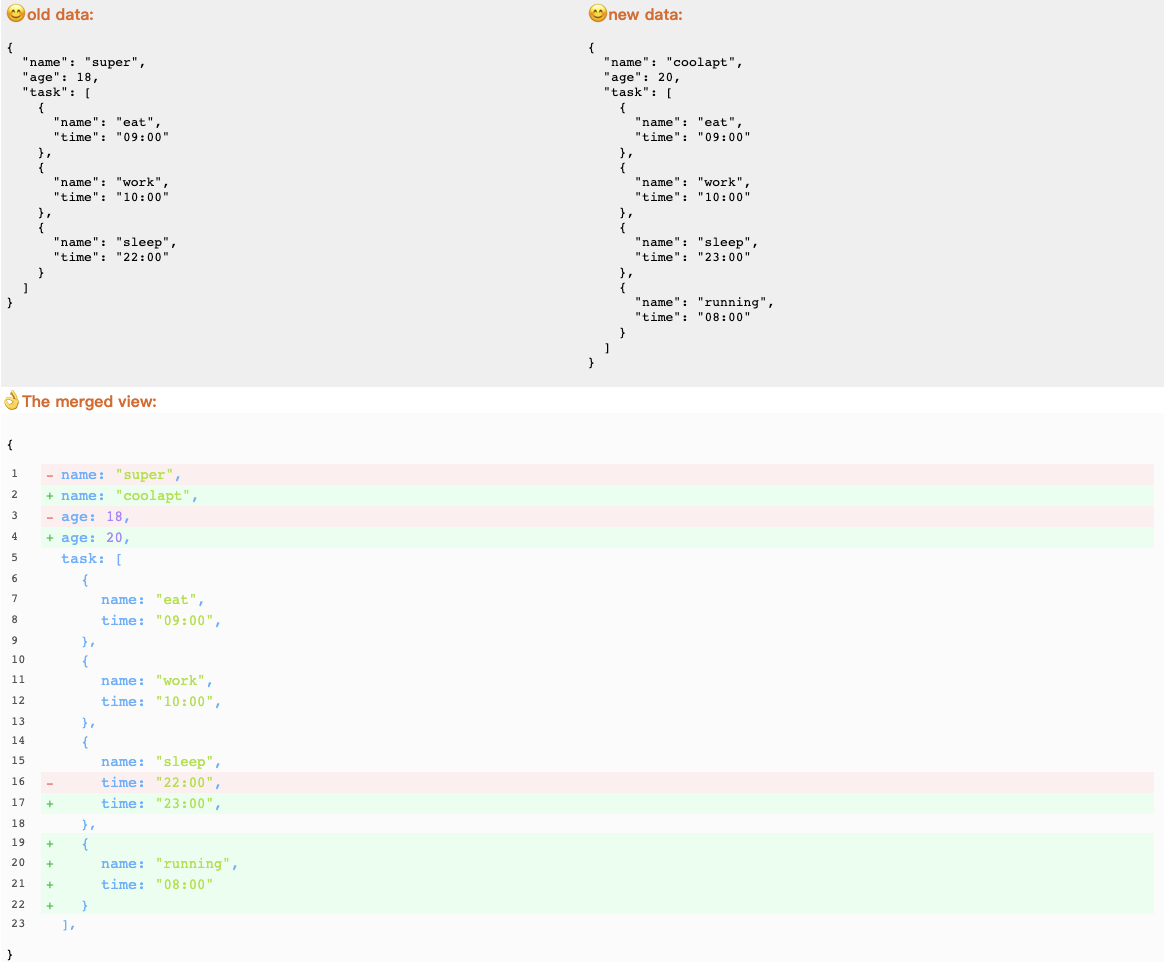 😊old data:
{
  "name": "super",
  "age": 18,
  "task": [
    {
      "name": "eat",
      "time": "09:00"
    },
    {
      "name": "work",
      "time": "10:00"
    },
    {
      "name": "sleep",
      "time": "22:00"
    }
  ]
}
😊new data:
{
  "name": "coolapt",
  "age": 20,
  "task": [
    {
      "name": "eat",
      "time": "09:00"
    },
    {
      "name": "work",
      "time": "10:00"
    },
    {
      "name": "sleep",
      "time": "23:00"
    },
    {
      "name": "running",
      "time": "08:00"
    }
  ]
}
👌The merged view:
{
1 - name: "super",
2 + name: "coolapt",
3 - age: 18,
4 + age: 20,
5 task: [
6 {
7 name: "eat",
8 time: "09:00",
9 },
10 {
11 name: "work",
12 time: "10:00",
13 },
14 {
15 name: "sleep",
16 - time: "22:00",
17 + time: "23:00",
18 },
19 + {
20 + name: "running",
21 + time: "08:00"
22 + }
23 ],
}